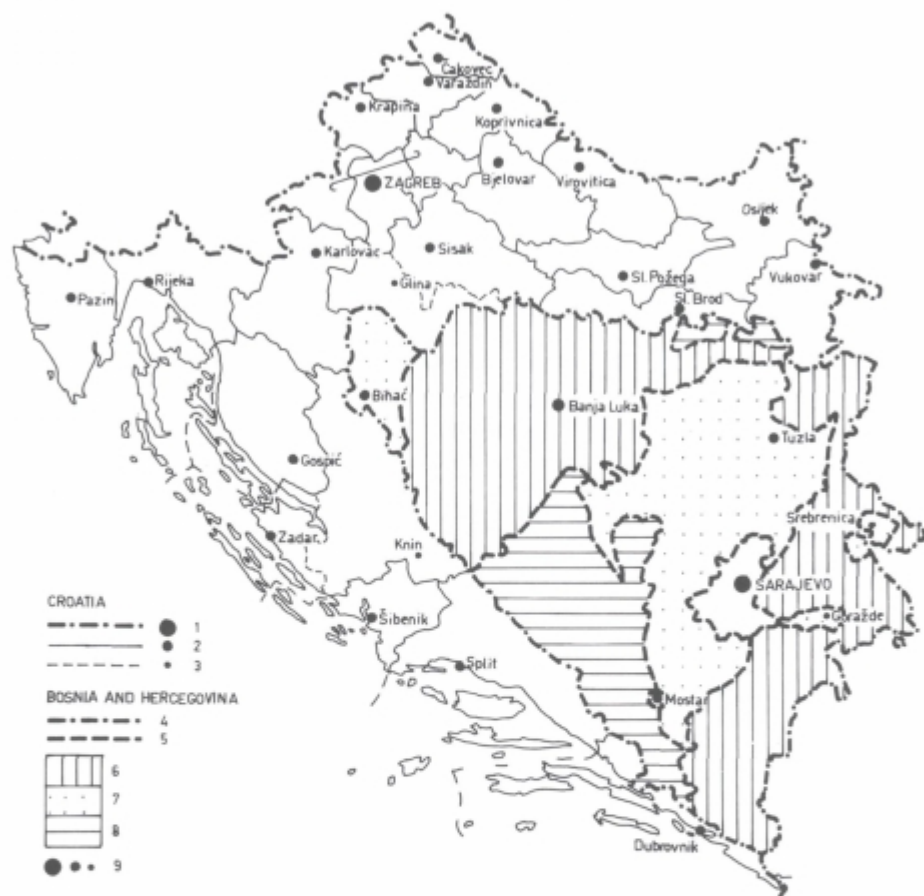 Čakovec
Varaždin
Krapina
Koprivnica
ZAGREB
Bjelovar
Virovitica
Osijek
Karlovac
Sisak
Vukovar
Rijeka
Glina
Sl. Požega
Pazin
Sl. Brod
Bihać
Banja Luka
Tuzla
Gospić
Srebrenica
Zadar
Knin
SARAJEVO
CROATIA
Šibenik
Goražde
1
2
3
Split
BOSNIA AND HERCEGOVINA
Mostar
4
5
6
7
8
9
Dubrovnik